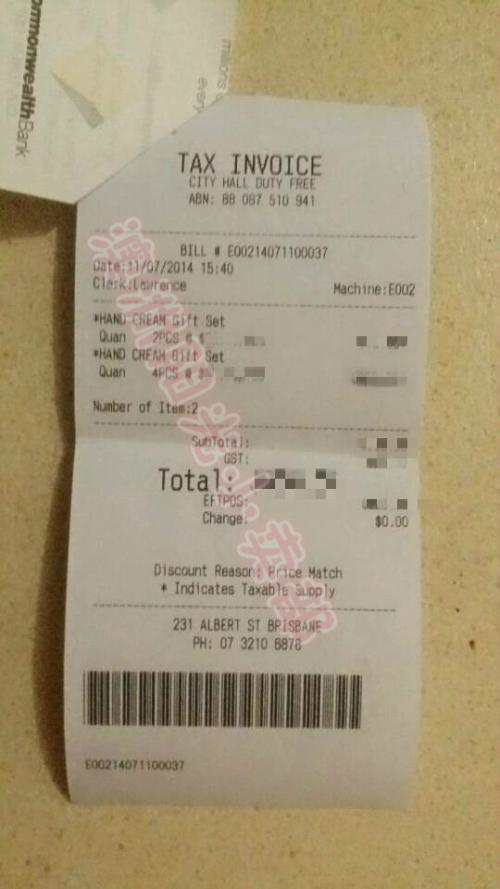 ommonwealthBank
TAX INVOICE
CITY HALL DUTY FREE
ABN: 88 087 510 941
BILL # E00214071100037
Date:11/07/2014 15:40
Clerk:Lawrence Machine:E002
*HAND CREAM Gift Set
Quan 2PCS @
*HAND CREAM Gift Set
Quan 4PCS @
Number of Item:2
SubTotal:
GST:
Total:
EFTPOS:
Change: $0.00
Discount Reason: Price Match
* Indicates Taxable Supply
231 ALBERT ST BRISBANE
PH: 07 3210 6878
E00214071100037